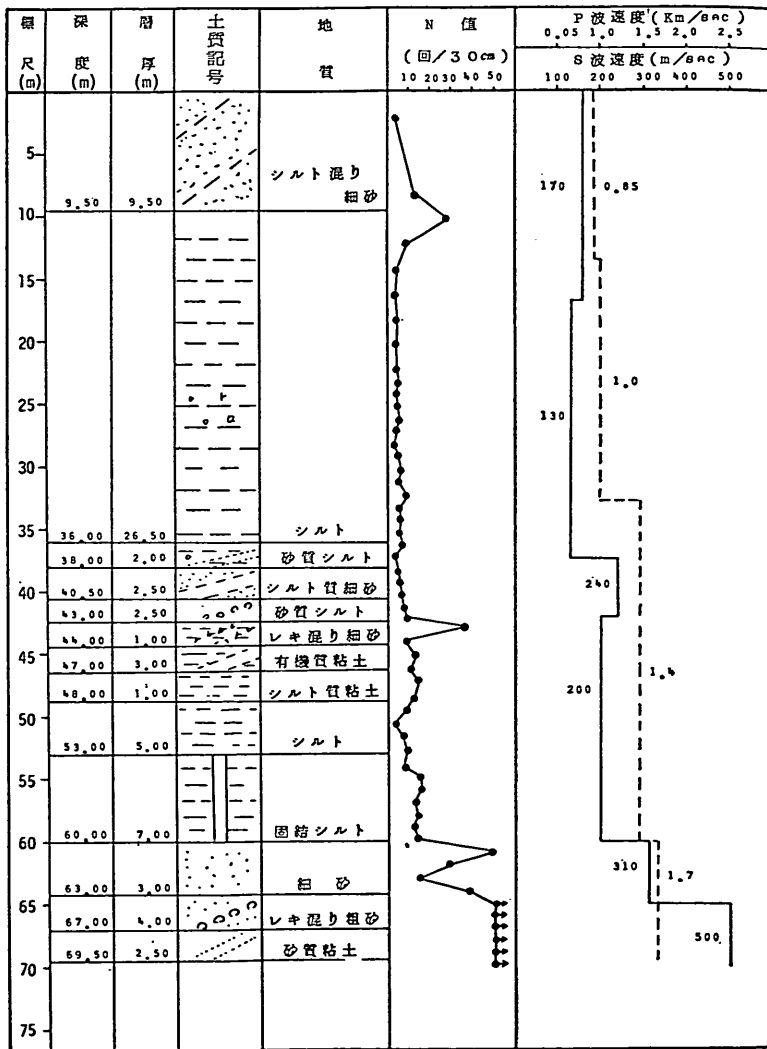 標尺(m) 深度(m) 層厚(m) 土質記号 地質 N 値 (回/30cm) 10 20 30 40 50
P 波速度 (Km/sec) 0.05 1.0 1.5 2.0 2.5
S 波速度 (m/sec) 100 200 300 400 500
5
シルト混り
9.50 9.50 細砂
170 0.85
10
15
20
130 1.0
25
30
35
36.00 26.50 シルト
38.00 2.00 砂質シルト
40
40.50 2.50 シルト質細砂
240
43.00 2.50 砂質シルト
44.00 1.00 レキ混り細砂
45
47.00 3.00 有機質粘土
48.00 1.00 シルト質粘土
200 1.4
50
53.00 5.00 シルト
55
60.00 7.00 固結シルト
60
63.00 3.00 細砂
310 1.7
65
67.00 4.00 レキ混り粗砂
69.50 2.50 砂質粘土
500
70
75